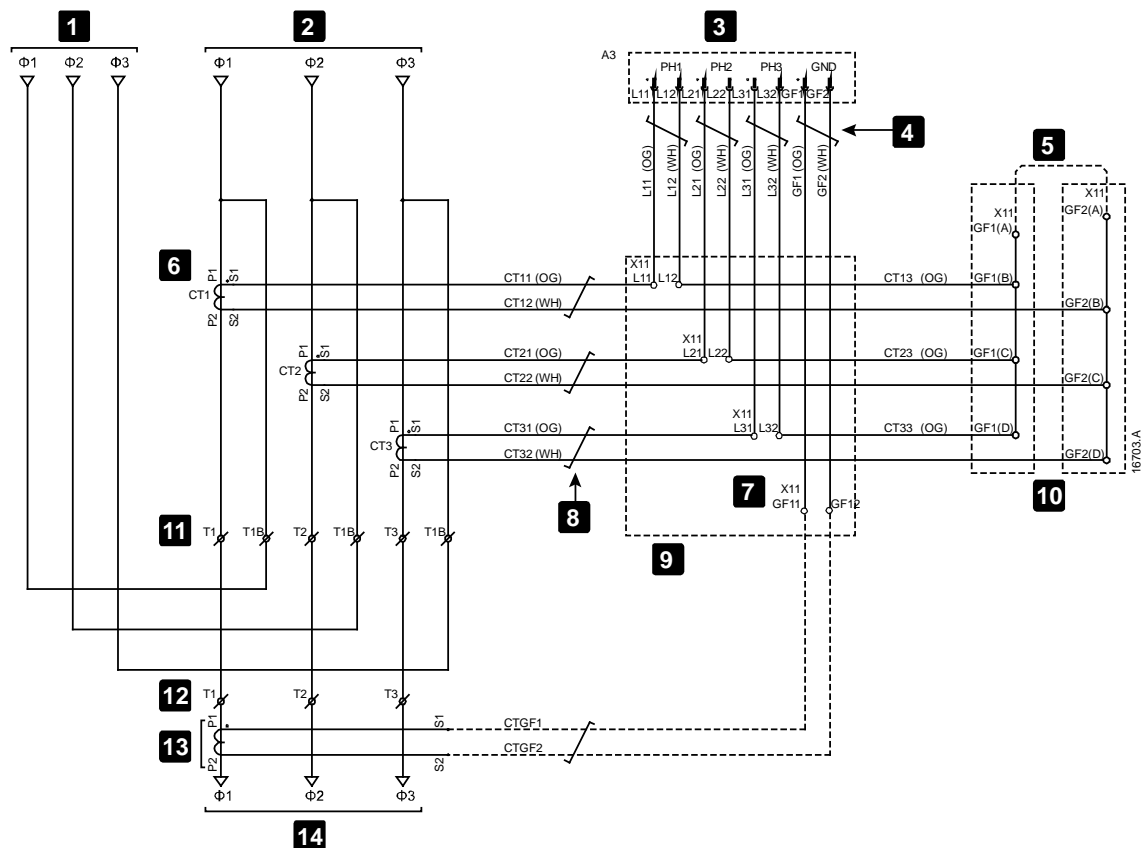 1
2
3
Φ1 Φ2 Φ3
Φ1 Φ2 Φ3
A3
PH1 PH2 PH3 GND
L11 L12 L21 L22 L31 L32 GF1 GF2
4
L11 (OG)
L12 (WH)
L21 (OG)
L22 (WH)
L31 (OG)
L32 (WH)
GF1 (OG)
GF2 (WH)
5
X11
GF1(A)
X11
GF2(A)
6
P1
S1
CT1
P2
S2
CT11 (OG)
CT12 (WH)
X11
L11 L12
CT13 (OG)
GF1(B)
GF2(B)
P1
S1
CT2
P2
S2
CT21 (OG)
CT22 (WH)
X11
L21 L22
CT23 (OG)
GF1(C)
GF2(C)
P1
S1
CT3
P2
S2
CT31 (OG)
CT32 (WH)
X11
L31 L32
CT33 (OG)
GF1(D)
GF2(D)
16703.A
7
X11
GF11 GF12
8
9
10
11
T1 T1B T2 T1B T3 T1B
12
T1 T2 T3
13
P1
P2
S1
S2
CTGF1
CTGF2
Φ1 Φ2 Φ3
14